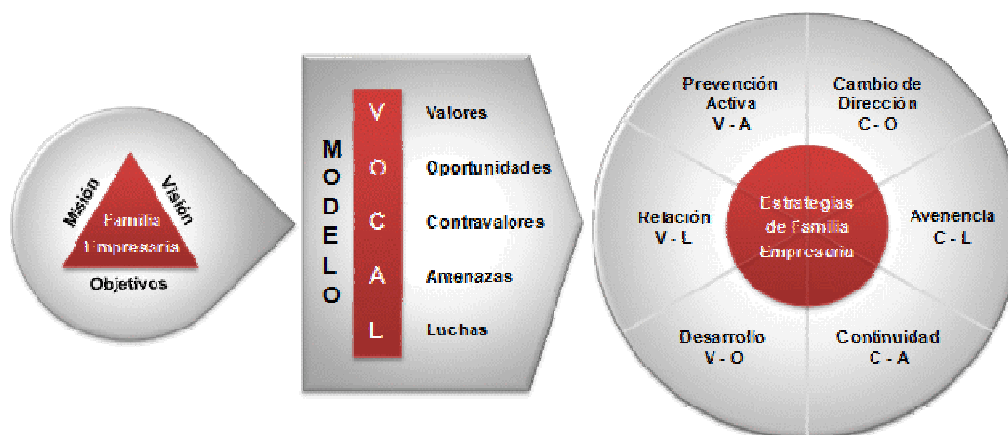 Misión
Visión
Familia
Empresaria
Objetivos
MODELO
V Valores
O Oportunidades
C Contravalores
A Amenazas
L Luchas
Prevención
Activa
V - A
Cambio de
Dirección
C - O
Relación
V - L
Estrategias
de Familia
Empresaria
Avenencia
C - L
Desarrollo
V - O
Continuidad
C - A